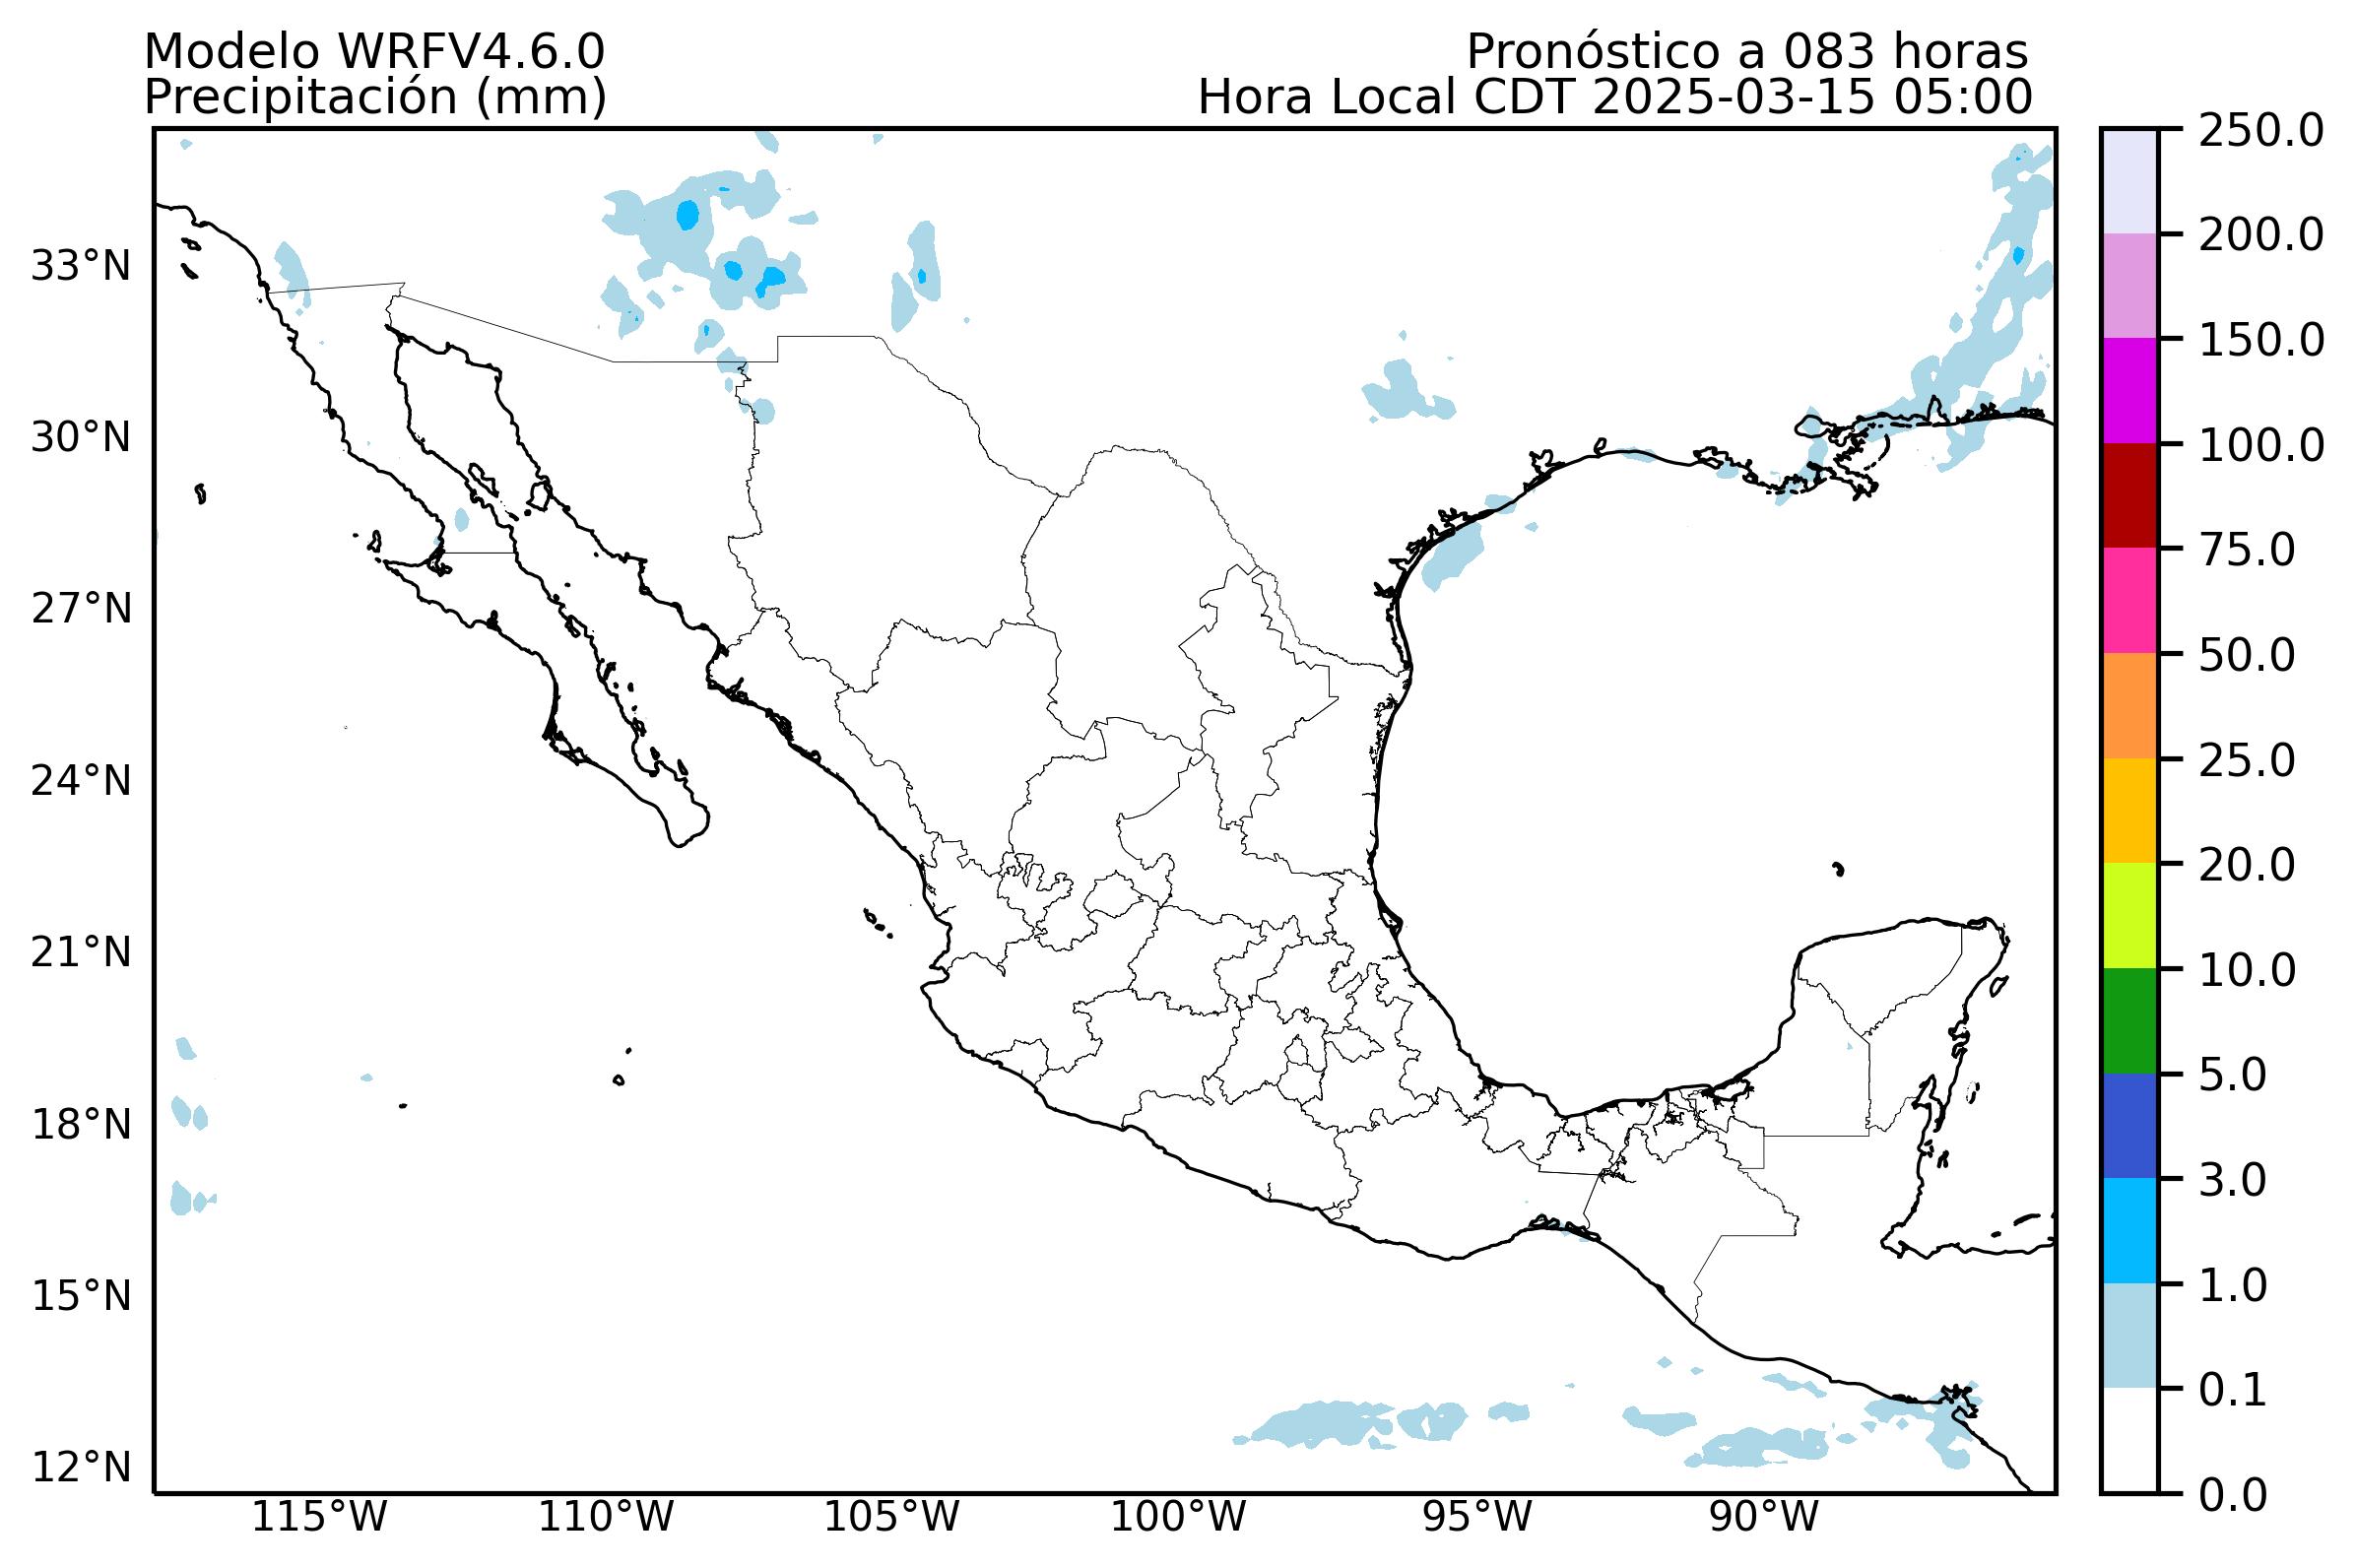 Modelo WRFV4.6.0
Precipitación (mm)
Pronóstico a 083 horas
Hora Local CDT 2025-03-15 05:00
33°N
30°N
27°N
24°N
21°N
18°N
15°N
12°N
115°W
110°W
105°W
100°W
95°W
90°W
250.0
200.0
150.0
100.0
75.0
50.0
25.0
20.0
10.0
5.0
3.0
1.0
0.1
0.0